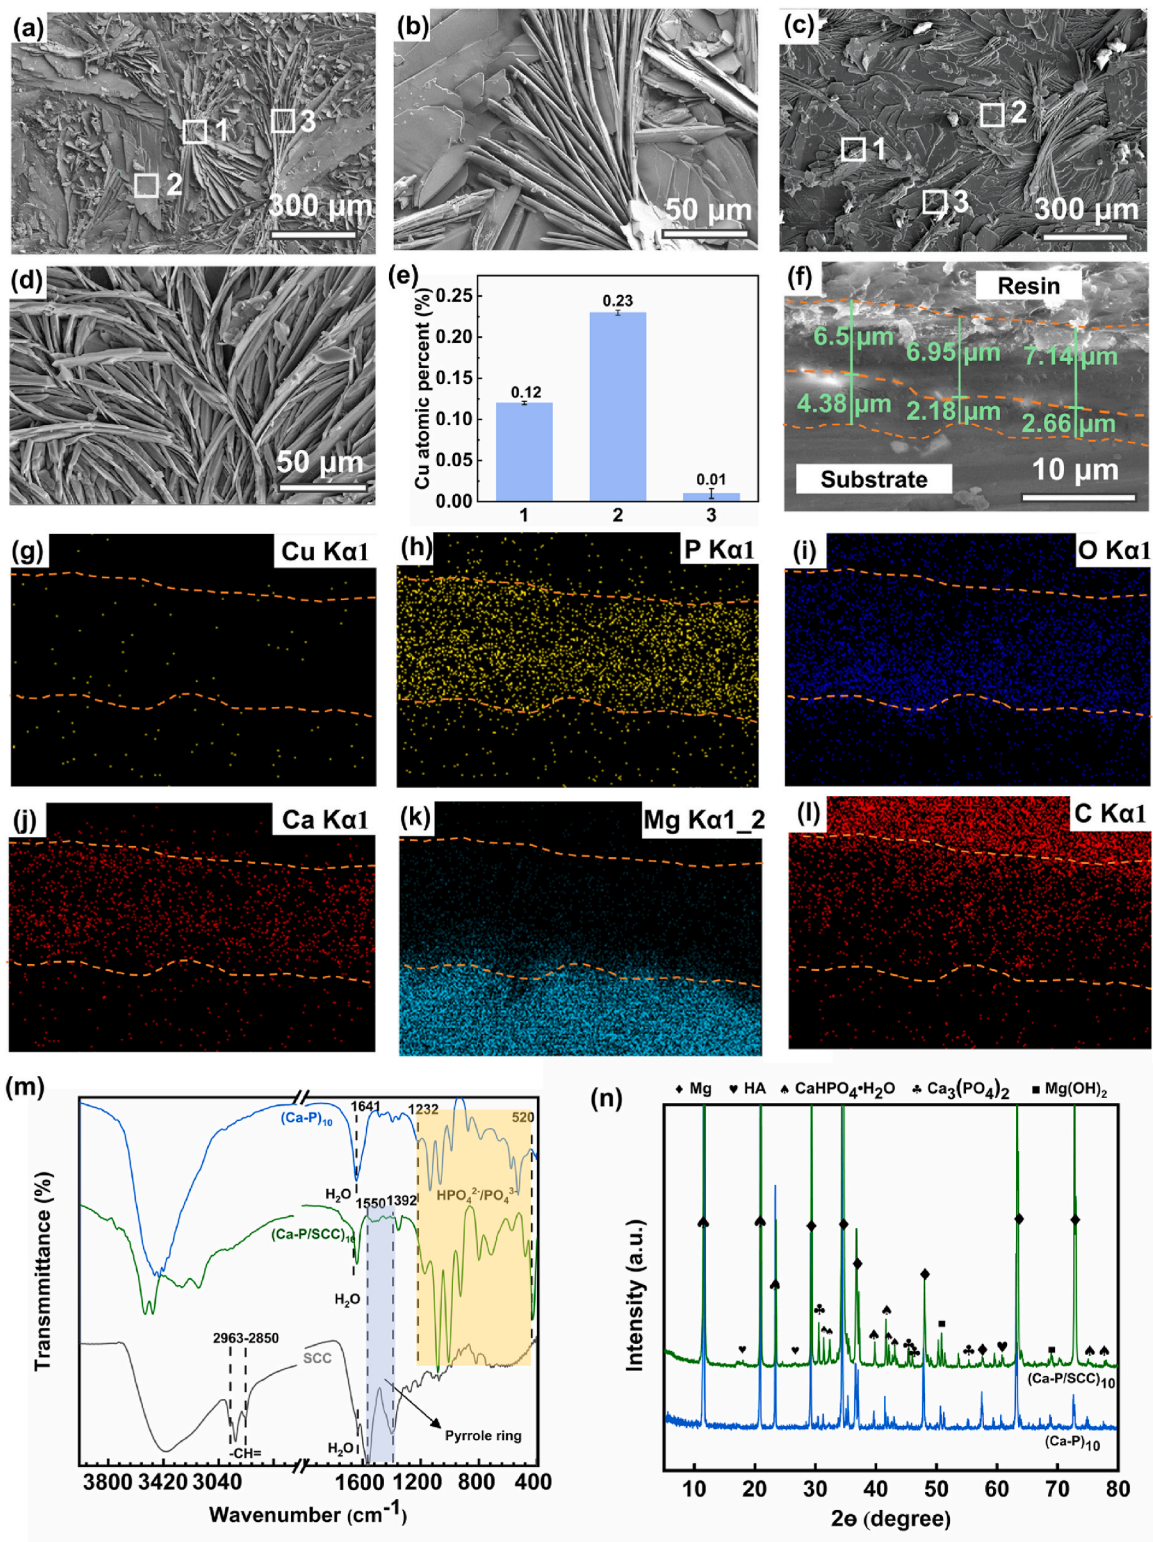 (a)
1
3
2
300 μm
(b)
50 μm
(c)
2
1
3
300 μm
(d)
50 μm
(e)
Cu atomic percent (%)
0.25
0.20
0.15
0.10
0.05
0.00
0.12
0.23
0.01
1 2 3
(f)
Resin
6.5 μm
6.95 μm
7.14 μm
4.38 μm
2.18 μm
2.66 μm
Substrate
10 μm
(g)
Cu Kα1
(h)
P Kα1
(i)
O Kα1
(j)
Ca Kα1
(k)
Mg Kα1_2
(l)
C Kα1
(m)
Transmmittance (%)
(Ca-P)10
1641
1232
520
H2O
1550
1392
HPO4 2-/PO4 3-
(Ca-P/SCC)10
H2O
2963
2850
SCC
-CH=
H2O
Pyrrole ring
3800 3420 3040 1600 1200 800 400
Wavenumber (cm-1)
(n)
♦ Mg ♥ HA ♠ CaHPO4•H2O ♣ Ca3(PO4)2 ■ Mg(OH)2
Intensity (a.u.)
(Ca-P/SCC)10
(Ca-P)10
10 20 30 40 50 60 70 80
2ɵ (degree)